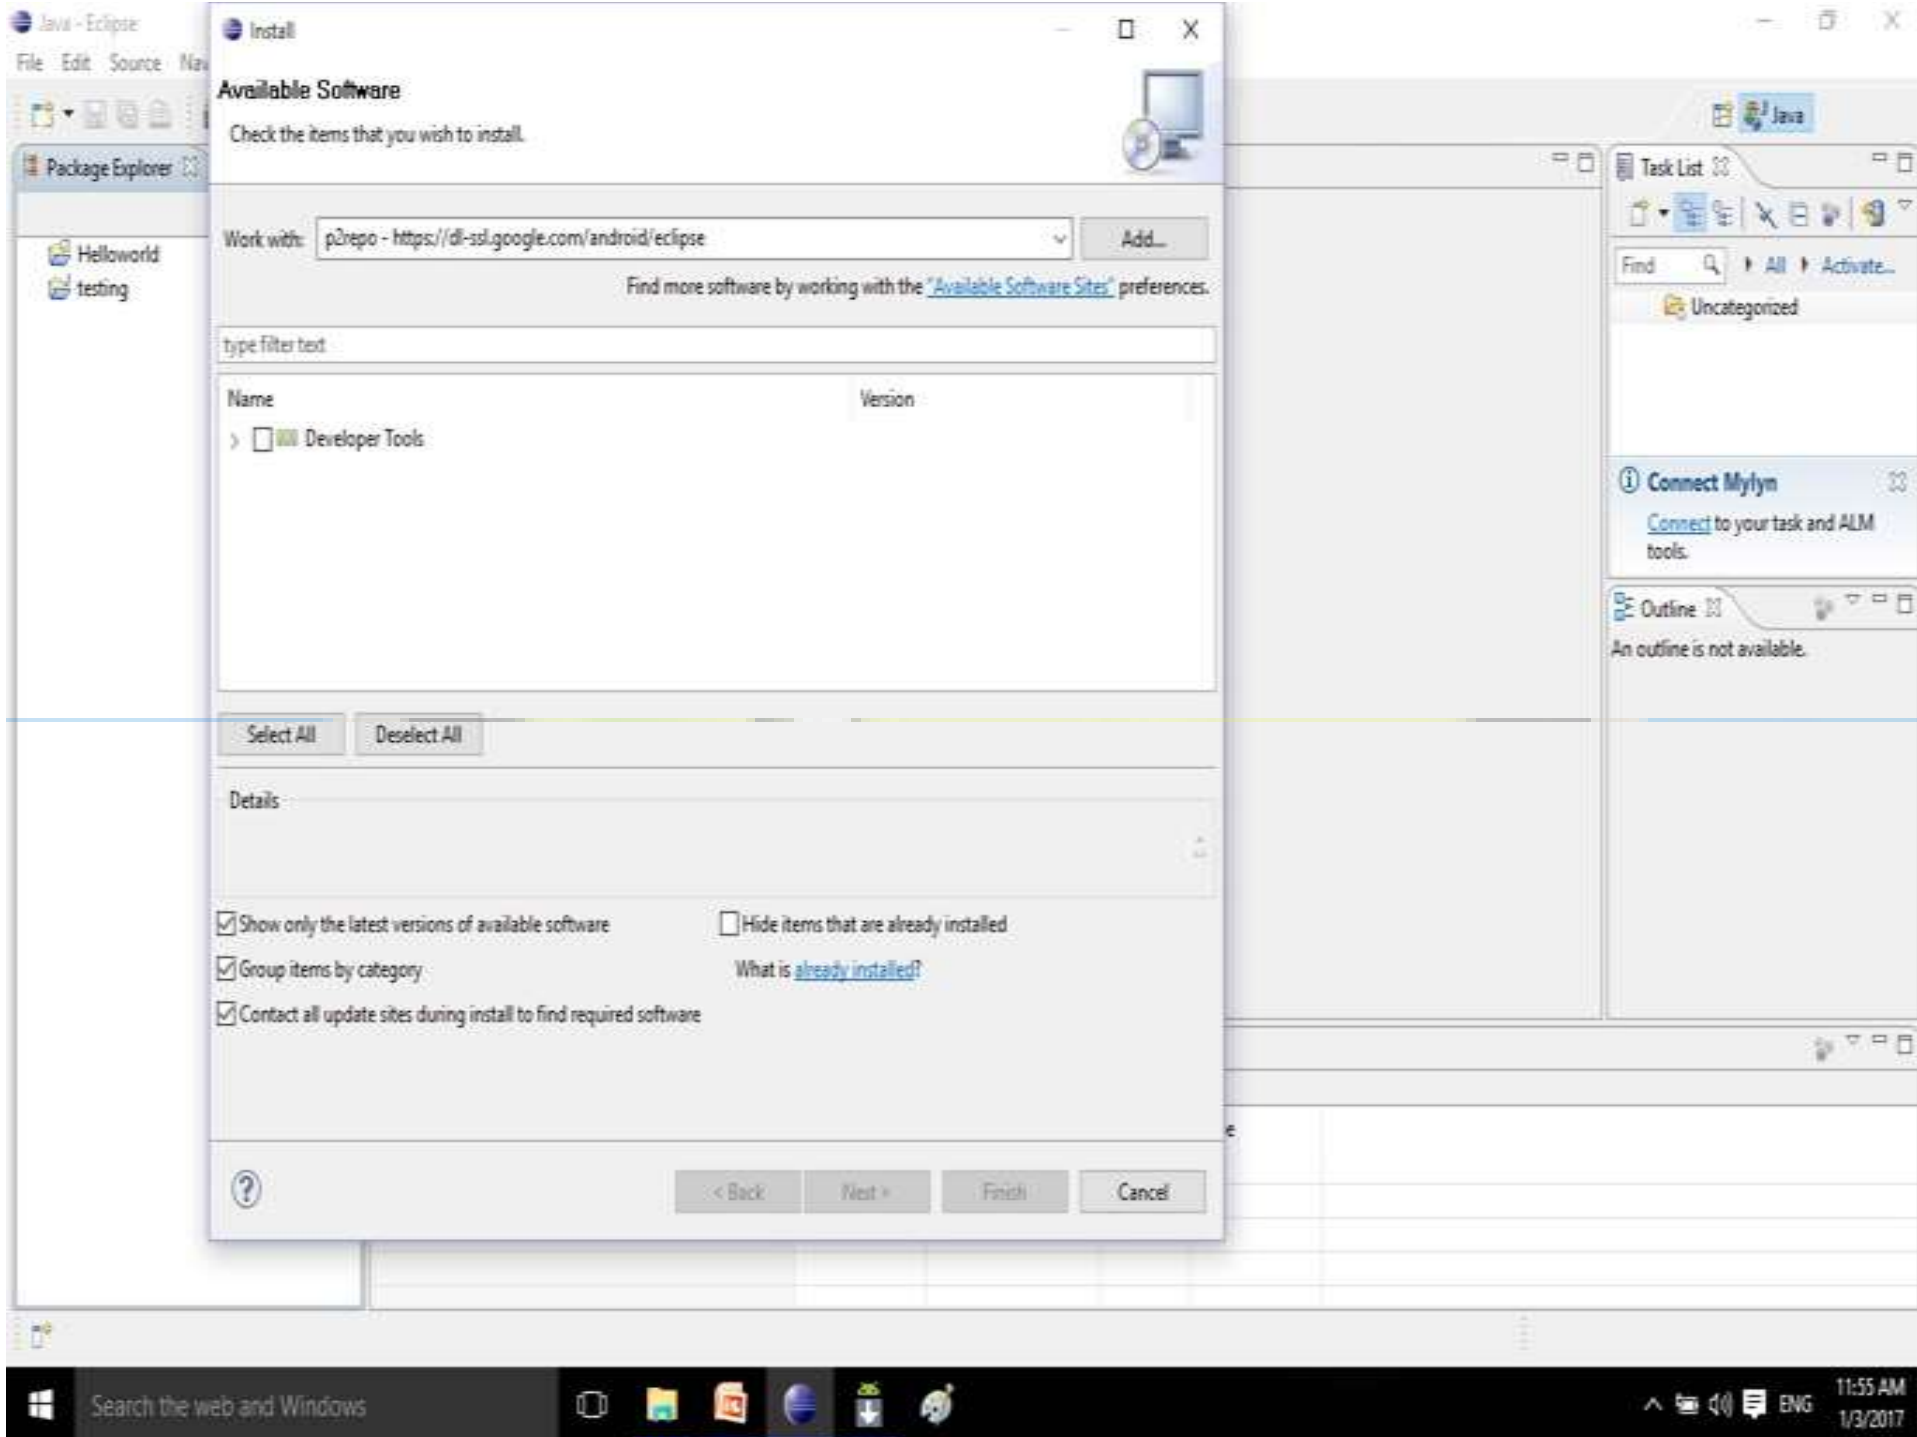 Java - Eclipse
Install
File Edit Source Nav
Available Software
Check the items that you wish to install.
Java
Package Explorer
Task List
Work with: p2repo - https://dl-ssl.google.com/android/eclipse Add...
Find more software by working with the "Available Software Sites" preferences.
Helloworld
testing
Find All Activate...
Uncategorized
type filter text
Name Version
Developer Tools
Connect Mylyn
Connect to your task and ALM
tools.
Outline
An outline is not available.
Select All Deselect All
Details
Show only the latest versions of available software Hide items that are already installed
Group items by category What is already installed?
Contact all update sites during install to find required software
e
? < Back Next > Finish Cancel
Search the web and Windows
ENG 11:55 AM
1/3/2017